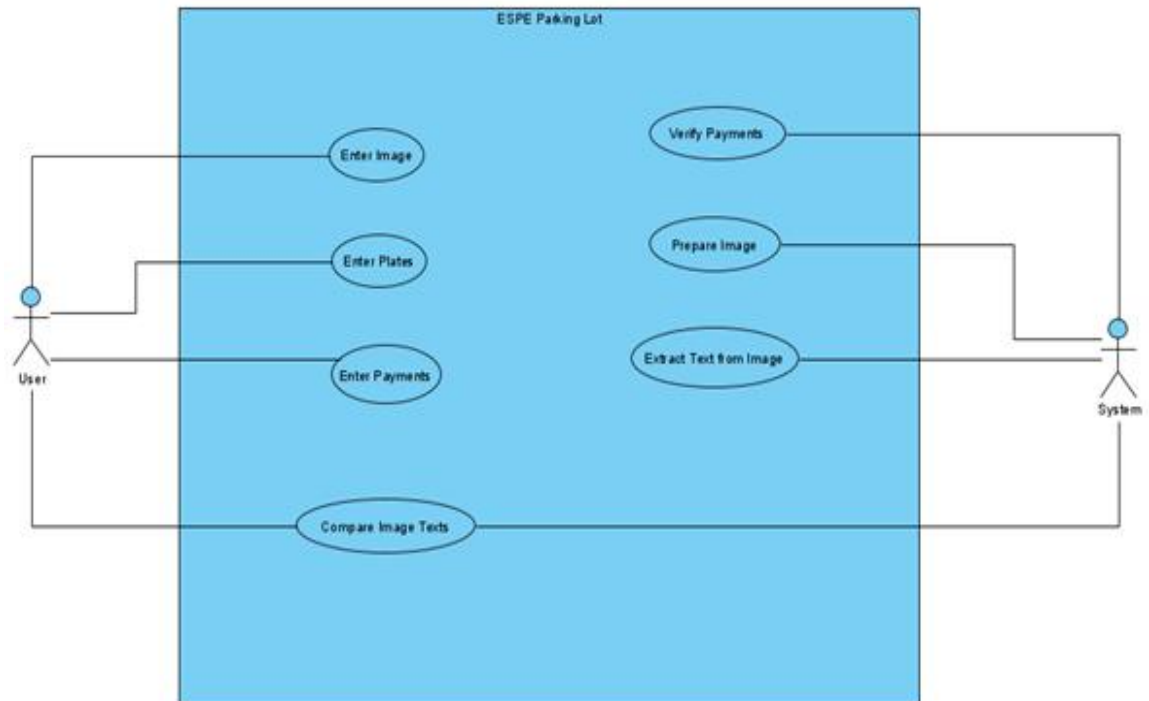 ESPE Parking Lot
Verify Payments
Enter Image
Prepare Image
Enter Plates
Extract Text from Image
Enter Payments
User
System
Compare Image Texts